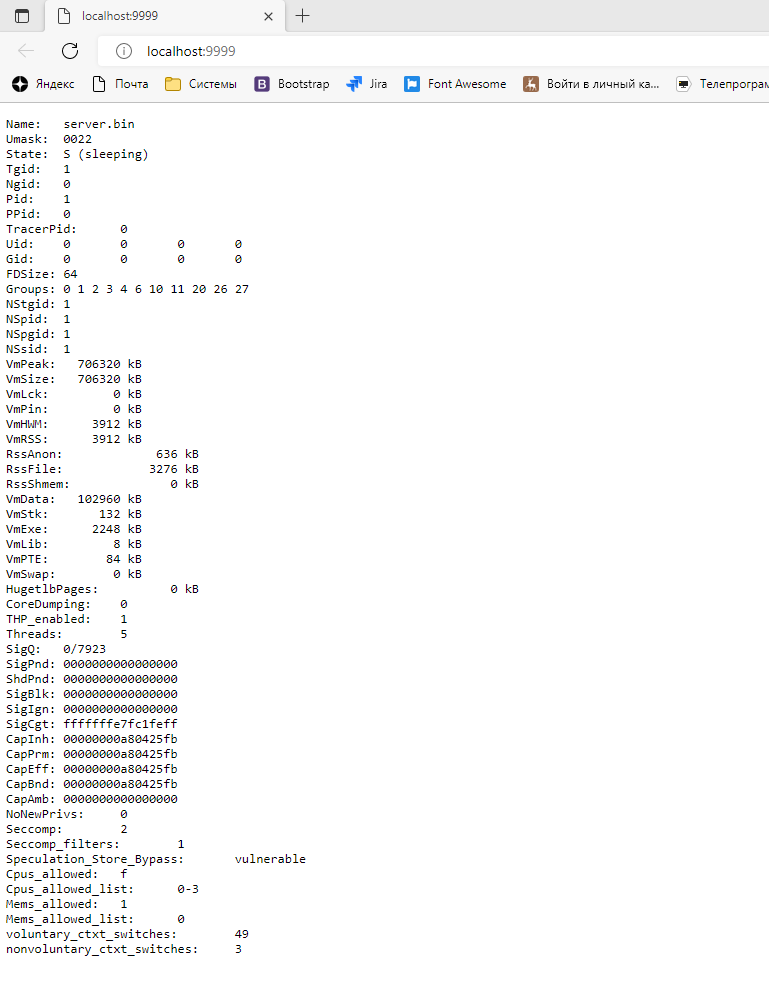 localhost:9999
localhost:9999
Яндекс Почта Системы Bootstrap Jira Font Awesome Войти в личный ка... Телепрограм
Name: server.bin
Umask: 0022
State: S (sleeping)
Tgid: 1
Ngid: 0
Pid: 1
PPid: 0
TracerPid: 0
Uid: 0 0 0 0
Gid: 0 0 0 0
FDSize: 64
Groups: 0 1 2 3 4 6 10 11 20 26 27
NStgid: 1
NSpid: 1
NSpgid: 1
NSsid: 1
VmPeak: 706320 kB
VmSize: 706320 kB
VmLck: 0 kB
VmPin: 0 kB
VmHWM: 3912 kB
VmRSS: 3912 kB
RssAnon: 636 kB
RssFile: 3276 kB
RssShmem: 0 kB
VmData: 102960 kB
VmStk: 132 kB
VmExe: 2248 kB
VmLib: 8 kB
VmPTE: 84 kB
VmSwap: 0 kB
HugetlbPages: 0 kB
CoreDumping: 0
THP_enabled: 1
Threads: 5
SigQ: 0/7923
SigPnd: 0000000000000000
ShdPnd: 0000000000000000
SigBlk: 0000000000000000
SigIgn: 0000000000000000
SigCgt: fffffffe7fc1feff
CapInh: 00000000a80425fb
CapPrm: 00000000a80425fb
CapEff: 00000000a80425fb
CapBnd: 00000000a80425fb
CapAmb: 0000000000000000
NoNewPrivs: 0
Seccomp: 2
Seccomp_filters: 1
Speculation_Store_Bypass: vulnerable
Cpus_allowed: f
Cpus_allowed_list: 0-3
Mems_allowed: 1
Mems_allowed_list: 0
voluntary_ctxt_switches: 49
nonvoluntary_ctxt_switches: 3